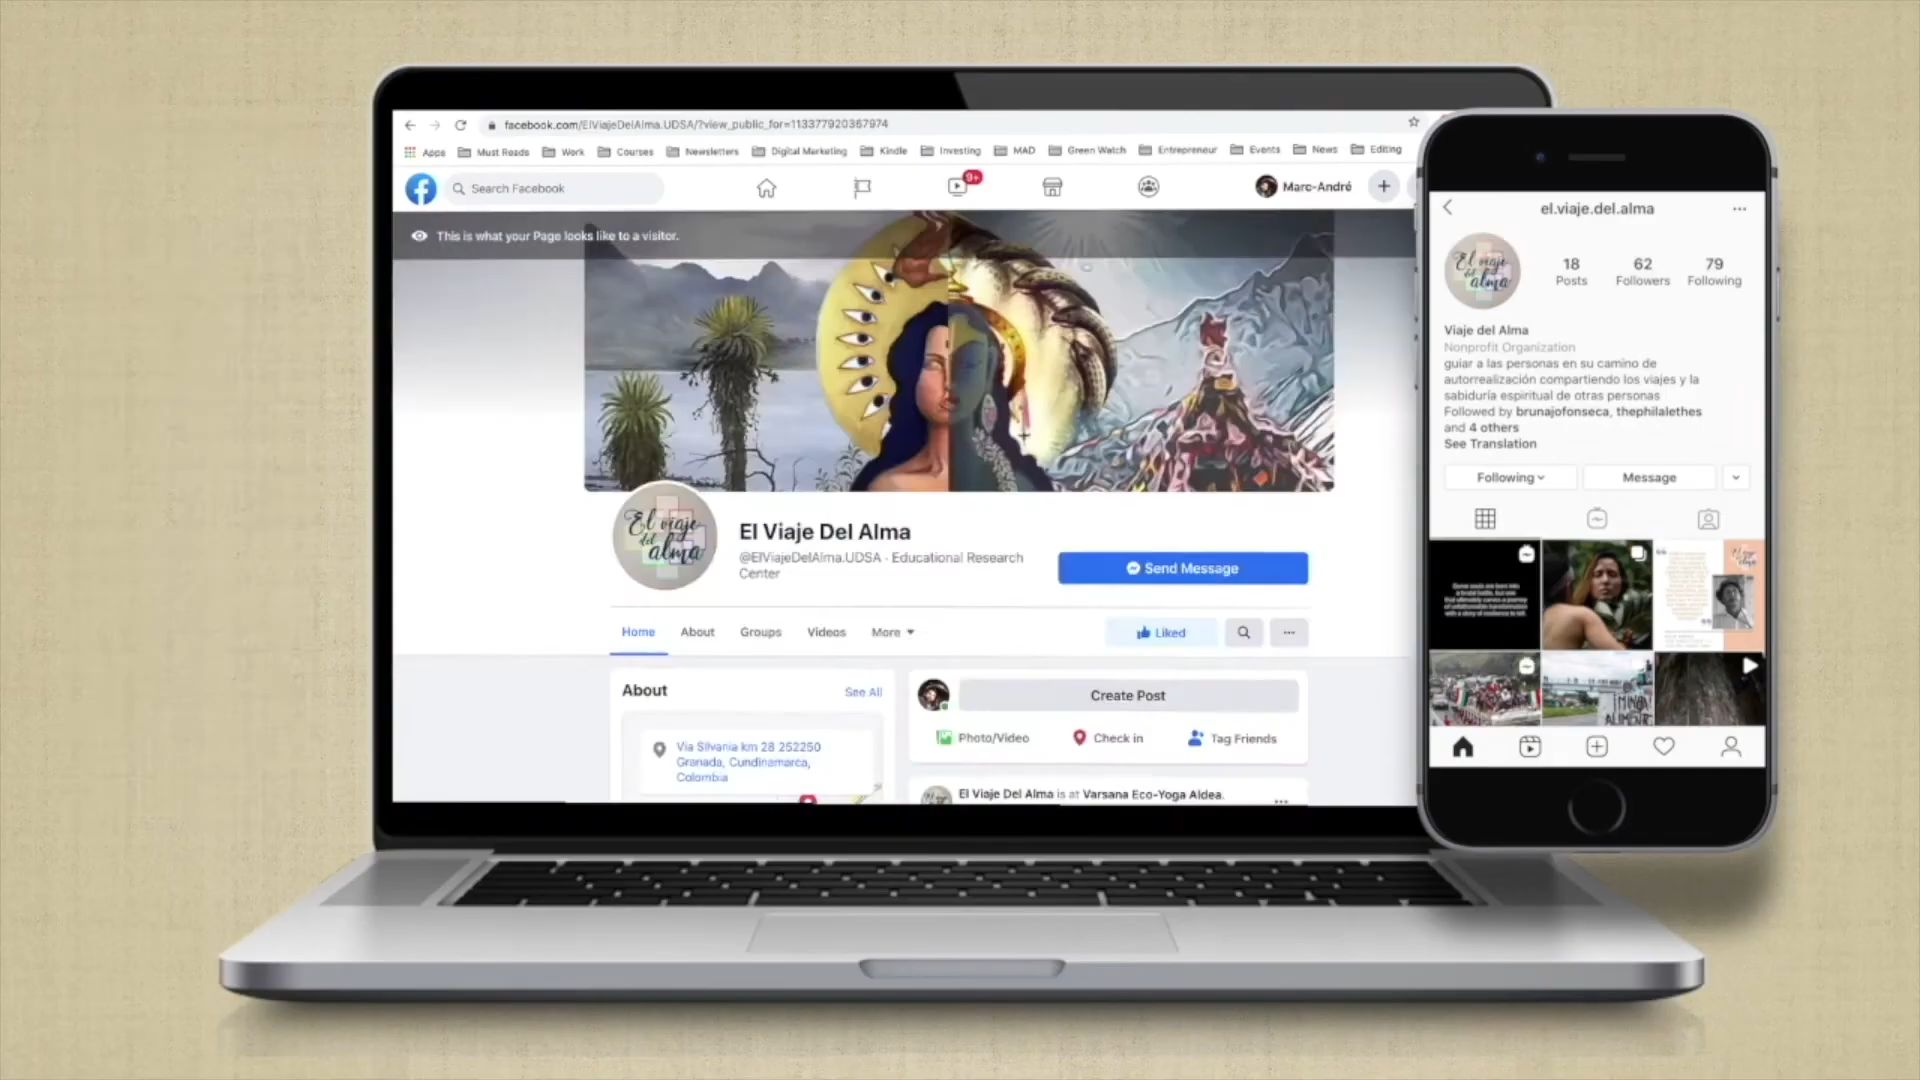 facebook.com/ElViajeDelAlma.UDSA/?view_public_for=113377920367974
Apps Must Reads Work Courses Newsletters Digital Marketing Kindle Investing MAD Green Watch Entrepreneur Events News Editing
Search Facebook
9+
Marc-André
This is what your Page looks like to a visitor.
El viaje
del
alma
El Viaje Del Alma
@ElViajeDelAlma.UDSA · Educational Research
Center
Send Message
Home About Groups Videos More
Liked
About
See All
Via Silvania km 28 252250
Granada, Cundinamarca,
Colombia
Create Post
Photo/Video Check in Tag Friends
El Viaje Del Alma is at Varsana Eco-Yoga Aldea.
el.viaje.del.alma
El viaje
del
alma
18 62 79
Posts Followers Following
Viaje del Alma
Nonprofit Organization
guiar a las personas en su camino de
autorrealización compartiendo los viajes y la
sabiduría espiritual de otras personas
Followed by brunajofonseca, thephilalethes
and 4 others
See Translation
Following Message